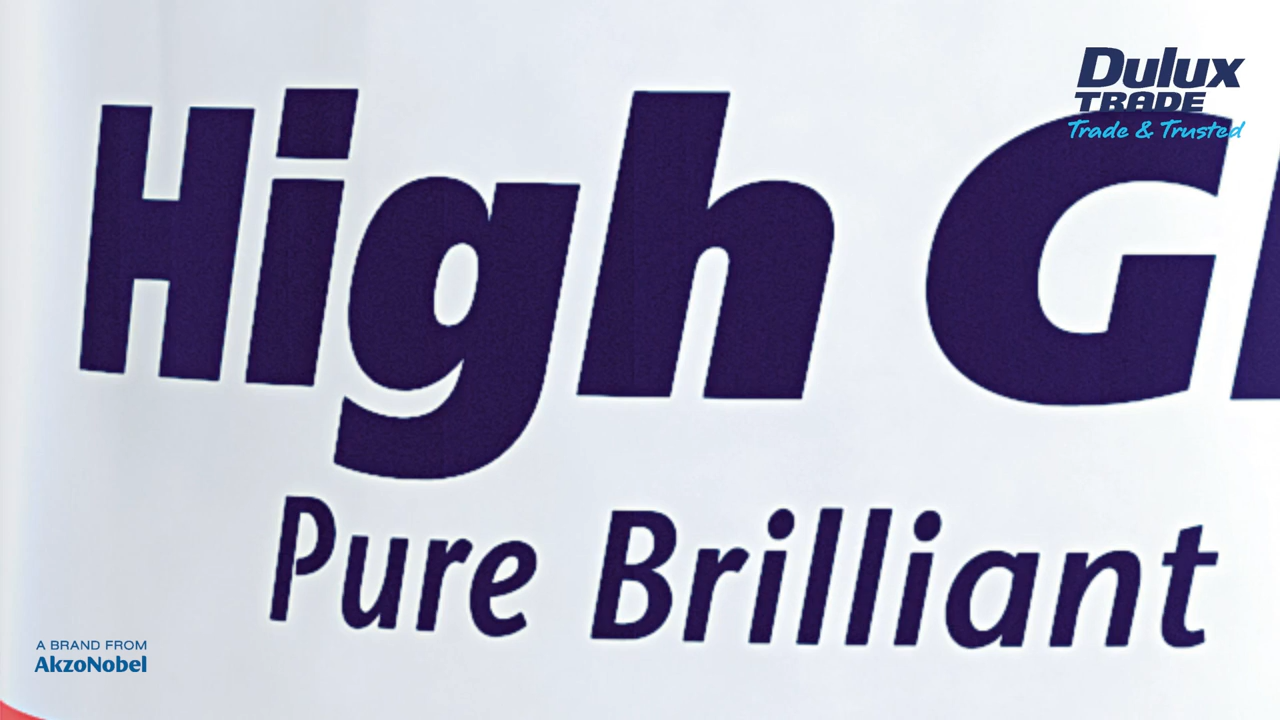 Dulux
TRADE
Trade & Trusted
High G
Pure Brilliant
A BRAND FROM
AkzoNobel